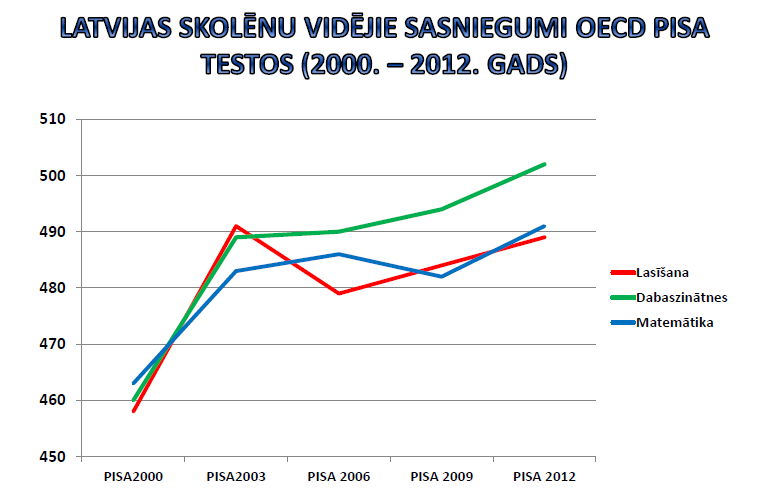 LATVIJAS SKOLĒNU VIDĒJIE SASNIEGUMI OECD PISA
TESTOS (2000. – 2012. GADS)
510
500
490
480
470
460
450
PISA2000 PISA2003 PISA 2006 PISA 2009 PISA 2012
Lasīšana
Dabaszinātnes
Matemātika